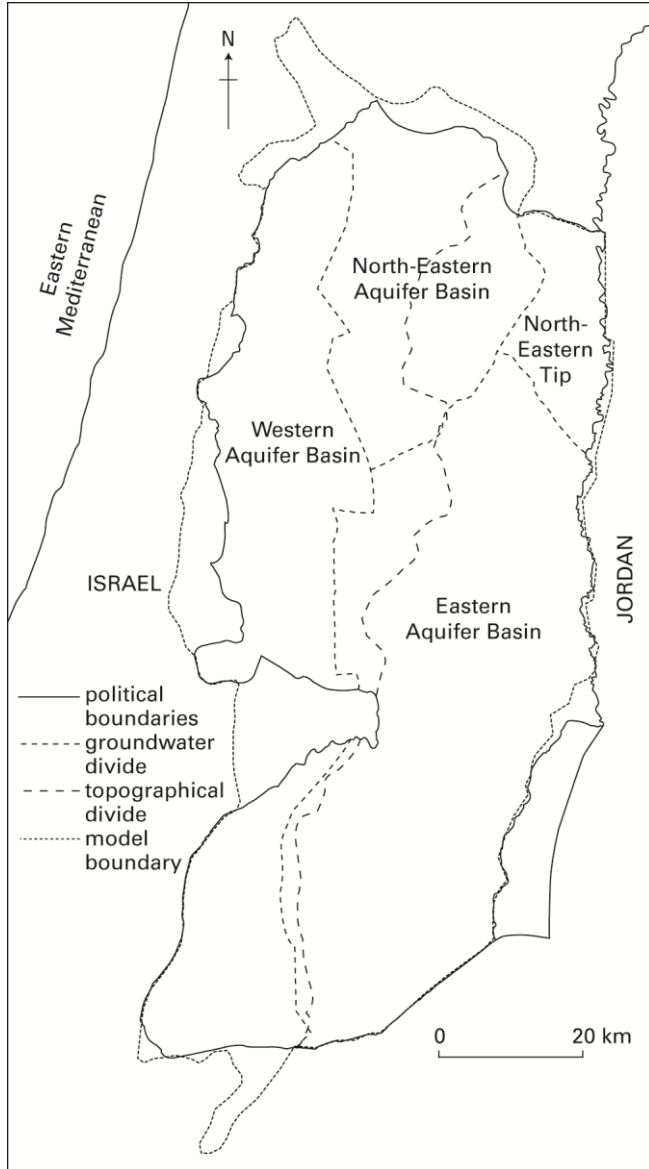 N
Eastern
Mediterranean
North-Eastern
Aquifer Basin
North-
Eastern
Tip
Western
Aquifer Basin
ISRAEL
JORDAN
Eastern
Aquifer Basin
political
boundaries
groundwater
divide
topographical
divide
model
boundary
0 20 km